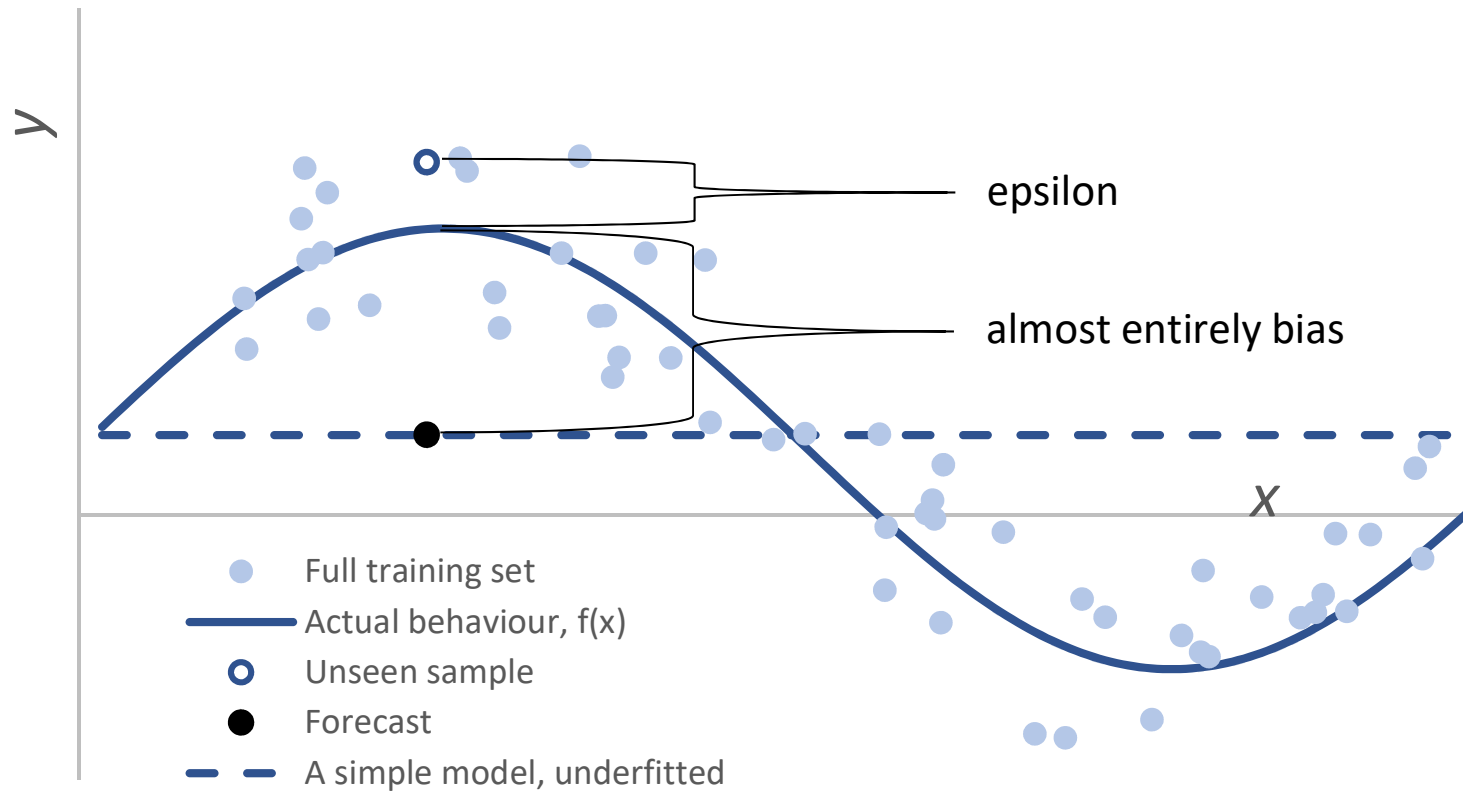 y
epsilon
almost entirely bias
x
Full training set
Actual behaviour, f(x)
Unseen sample
Forecast
A simple model, underfitted